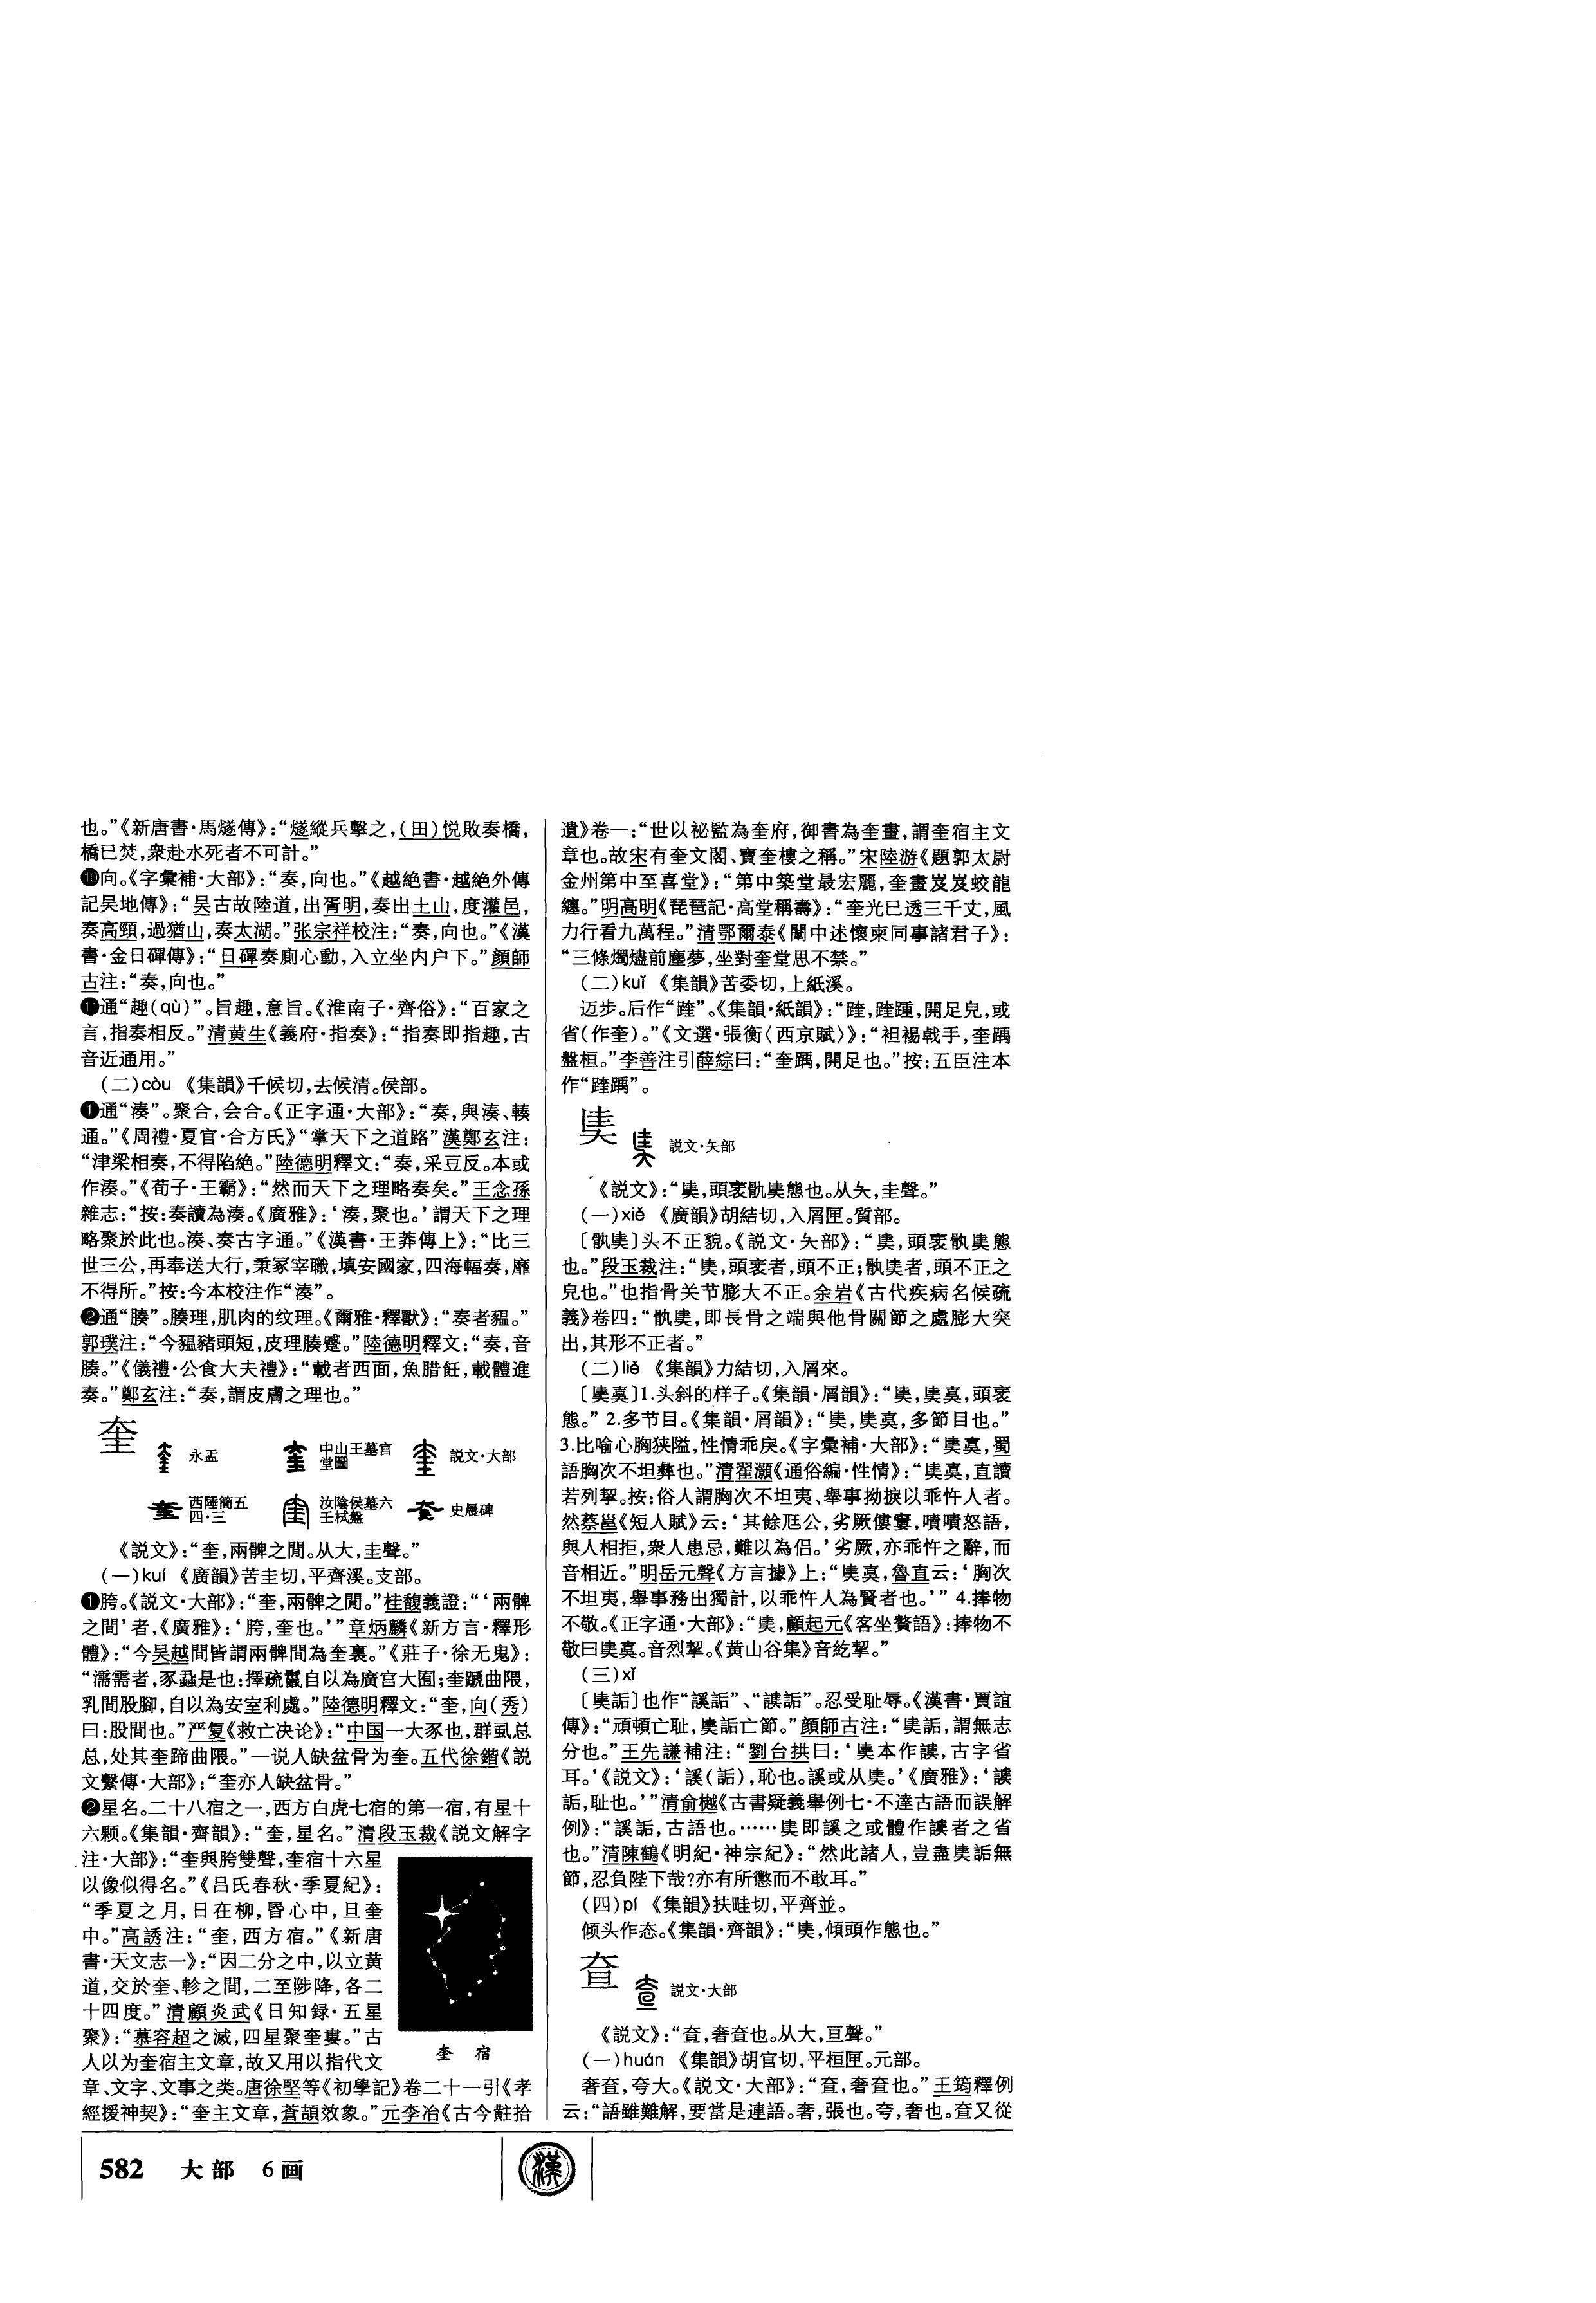 也。”《新唐書·馬燧傳》：“燧縱兵擊之，(田)悦敗奏橋，
橋已焚，衆赴水死者不可計。”
❿向。《字彙補·大部》：“奏，向也。”《越絶書·越絶外傳
記吴地傳》：“吴古故陸道，出胥明，奏出土山，度灌邑，
奏高頸，過猶山，奏太湖。”张宗祥校注：“奏，向也。”《漢
書·金日磾傳》：“日磾奏廁心動，入立坐内户下。”顔師
古注：“奏，向也。”
⓫通“趣(qù)”。旨趣，意旨。《淮南子·齊俗》：“百家之
言，指奏相反。”清黄生《義府·指奏》：“指奏即指趣，古
音近通用。”
(二)còu 《集韻》千候切，去候清。侯部。
❶通“湊”。聚合，会合。《正字通·大部》：“奏，與湊、輳
通。”《周禮·夏官·合方氏》“掌天下之道路”漢鄭玄注：
“津梁相奏，不得陷絶。”陸德明釋文：“奏，采豆反。本或
作湊。”《荀子·王霸》：“然而天下之理略奏矣。”王念孫
雜志：“按：奏讀為湊。《廣雅》：‘湊，聚也。’謂天下之理
略聚於此也。湊、奏古字通。”《漢書·王莽傳上》：“比三
世三公，再奉送大行，秉冢宰職，填安國家，四海輻奏，靡
不得所。”按：今本校注作“湊”。
❷通“腠”。腠理，肌肉的纹理。《爾雅·釋獸》：“奏者豱。”
郭璞注：“今豱豬頭短，皮理腠蹙。”陸德明釋文：“奏，音
腠。”《儀禮·公食大夫禮》：“載者西面，魚腊飪，載體進
奏。”鄭玄注：“奏，謂皮膚之理也。”
奎
永盂
中山王墓宫
堂圖
説文·大部
西陲簡五
四·三
汝陰侯墓六
壬栻盤
史晨碑
《説文》：“奎，兩髀之閒。从大，圭聲。”
(一)kuí 《廣韻》苦圭切，平齊溪。支部。
❶胯。《説文·大部》：“奎，兩髀之閒。”桂馥義證：“‘兩髀
之間’者，《廣雅》：‘胯，奎也。’”章炳麟《新方言·釋形
體》：“今吴越間皆謂兩髀間為奎裏。”《莊子·徐无鬼》：
“濡需者，豕蝨是也：擇疏鬣自以為廣宫大囿；奎蹏曲隈，
乳間股腳，自以為安室利處。”陸德明釋文：“奎，向(秀)
曰：股間也。”严复《救亡决论》：“中国一大豕也，群虱总
总，处其奎蹄曲隈。”一说人缺盆骨为奎。五代徐鍇《説
文繫傳·大部》：“奎亦人缺盆骨。”
❷星名。二十八宿之一，西方白虎七宿的第一宿，有星十
六颗。《集韻·齊韻》：“奎，星名。”清段玉裁《説文解字
注·大部》：“奎與胯雙聲，奎宿十六星
以像似得名。”《吕氏春秋·季夏紀》：
“季夏之月，日在柳，昬心中，旦奎
中。”高誘注：“奎，西方宿。”《新唐
書·天文志一》：“因二分之中，以立黄
道，交於奎、軫之間，二至陟降，各二
十四度。”清顧炎武《日知録·五星
聚》：“慕容超之滅，四星聚奎婁。”古
人以为奎宿主文章，故又用以指代文
章、文字、文事之类。唐徐堅等《初學記》卷二十一引《孝
經援神契》：“奎主文章，蒼頡效象。”元李冶《古今黈拾
奎 宿
遺》卷一：“世以祕監為奎府，御書為奎畫，謂奎宿主文
章也。故宋有奎文閣、寶奎樓之稱。”宋陸游《題郭太尉
金州第中至喜堂》：“第中築堂最宏麗，奎畫岌岌蛟龍
纏。”明高明《琵琶記·高堂稱壽》：“奎光已透三千丈，風
力行看九萬程。”清鄂爾泰《闈中述懷柬同事諸君子》：
“三條燭燼前塵夢，坐對奎堂思不禁。”
(二)kuǐ 《集韻》苦委切，上紙溪。
迈步。后作“跬”。《集韻·紙韻》：“跬，跬踵，開足皃，或
省(作奎)。”《文選·張衡〈西京賦〉》：“袒裼戟手，奎踽
盤桓。”李善注引薛綜曰：“奎踽，開足也。”按：五臣注本
作“跬踽”。
奊
説文·夨部
《説文》：“奊，頭衺骫奊態也。从夨，圭聲。”
(一)xié 《廣韻》胡結切，入屑匣。質部。
〔骫奊〕头不正貌。《説文·夨部》：“奊，頭衺骫奊態
也。”段玉裁注：“奊，頭衺者，頭不正；骫奊者，頭不正之
皃也。”也指骨关节膨大不正。余岩《古代疾病名候疏
義》卷四：“骫奊，即長骨之端與他骨關節之處膨大突
出，其形不正者。”
(二)liè 《集韻》力結切，入屑來。
〔奊㚖〕1.头斜的样子。《集韻·屑韻》：“奊，奊㚖，頭衺
態。” 2.多节目。《集韻·屑韻》：“奊，奊㚖，多節目也。”
3.比喻心胸狭隘，性情乖戾。《字彙補·大部》：“奊㚖，蜀
語胸次不坦彝也。”清翟灝《通俗編·性情》：“奊㚖，直讀
若列挈。按：俗人謂胸次不坦夷、舉事拗捩以乖忤人者。
然蔡邕《短人賦》云：‘其餘尫公，劣厥僂窶，嘖嘖怒語，
與人相拒，衆人患忌，難以為侣。’劣厥，亦乖忤之辭，而
音相近。”明岳元聲《方言據》上：“奊㚖，魯直云：‘胸次
不坦夷，舉事務出獨計，以乖忤人為賢者也。’” 4.捧物
不敬。《正字通·大部》：“奊，顧起元《客坐贅語》：捧物不
敬曰奊㚖。音烈挈。《黄山谷集》音紇挈。”
(三)xǐ
〔奊詬〕也作“謑詬”、“謨詬”。忍受耻辱。《漢書·賈誼
傳》：“頑頓亡耻，奊詬亡節。”顔師古注：“奊詬，謂無志
分也。”王先謙補注：“劉台拱曰：‘奊本作，古字省
耳。’《説文》：‘謑(詬)，恥也。謑或从奊。’《廣雅》：‘
詬，耻也。’”清俞樾《古書疑義舉例七·不達古語而誤解
例》：“謑詬，古語也。……奊即謑之或體作者之省
也。”清陳鶴《明紀·神宗紀》：“然此諸人，豈盡奊詬無
節，忍負陛下哉？亦有所懲而不敢耳。”
(四)pí 《集韻》扶畦切，平齊並。
倾头作态。《集韻·齊韻》：“奊，傾頭作態也。”
奆
説文·大部
《説文》：“查，奢查也。从大，亘聲。”
(一)huán 《集韻》胡官切，平桓匣。元部。
奢查，夸大。《説文·大部》：“查，奢查也。”王筠釋例
云：“語雖難解，要當是連語。奢，張也。夸，奢也。查又從
582 大部 6画
漢